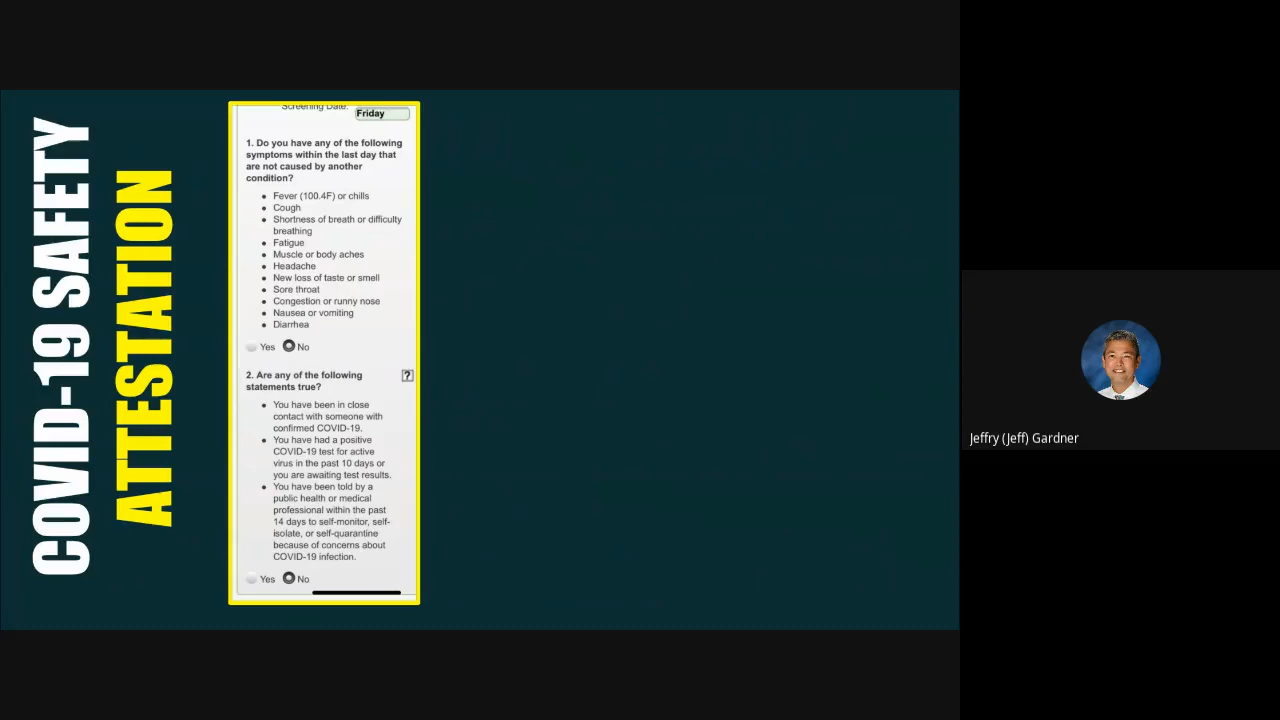 COVID-19 SAFETY
ATTESTATION
Screening Date:
Friday
1. Do you have any of the following
symptoms within the last day that
are not caused by another
condition?
• Fever (100.4F) or chills
• Cough
• Shortness of breath or difficulty
breathing
• Fatigue
• Muscle or body aches
• Headache
• New loss of taste or smell
• Sore throat
• Congestion or runny nose
• Nausea or vomiting
• Diarrhea
Yes No
2. Are any of the following
statements true?
?
• You have been in close
contact with someone with
confirmed COVID-19.
• You have had a positive
COVID-19 test for active
virus in the past 10 days or
you are awaiting test results.
• You have been told by a
public health or medical
professional within the past
14 days to self-monitor, self-
isolate, or self-quarantine
because of concerns about
COVID-19 infection.
Yes No
Jeffry (Jeff) Gardner